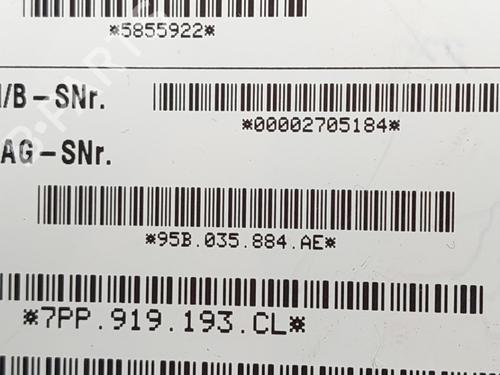 *5855922*
/B-SNr.
*00002705184*
AG-SNr.
*95B.035.884.AE*
*7PP.919.193.CL*